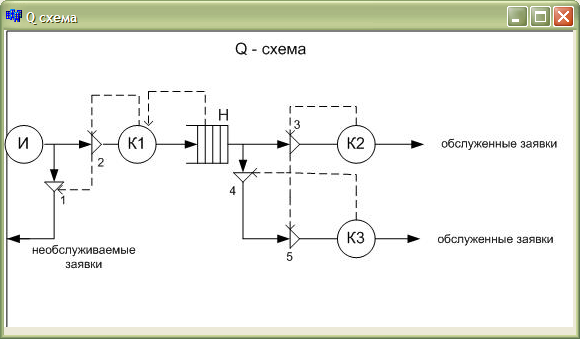 Q схема
Q - схема
И
2
К1
Н
3
К2
обслуженные заявки
1
4
необслуживаемые
заявки
5
К3
обслуженные заявки